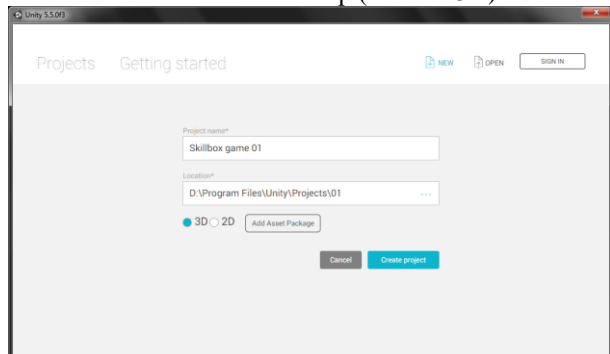 Unity 5.5.0f3
Projects Getting started NEW OPEN SIGN IN
Project name*
Skillbox game 01
Location*
D:\Program Files\Unity\Projects\01 ...
3D 2D Add Asset Package
Cancel Create project